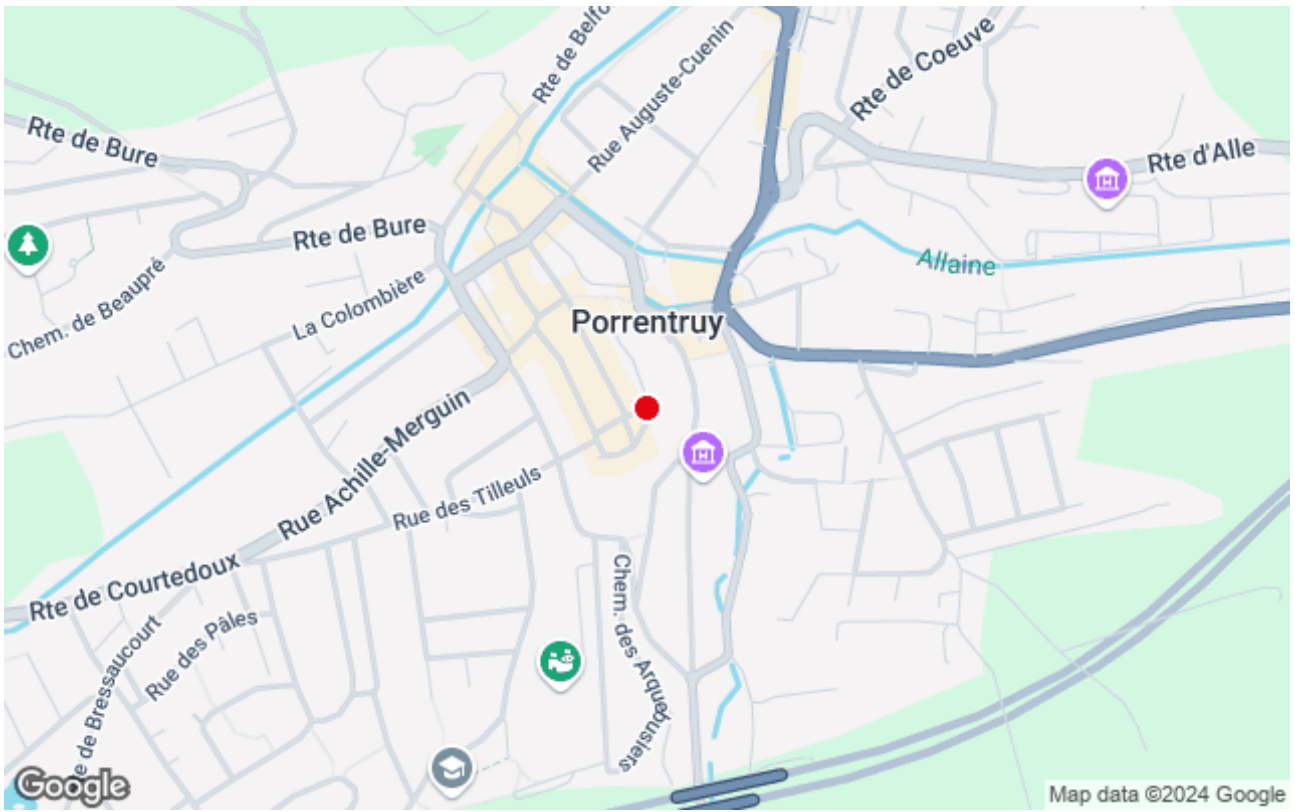 Rte de Belfo
Rue Auguste-Cuenin
Rte de Coeuve
Rte de Bure
Rte d'Alle
H
Rte de Bure
Allaine
Chem. de Beaupré
La Colombière
Porrentruy
H
Rue Achille-Merguin
Rue des Tilleuls
Rte de Courtedoux
Chem. des Arquebusiers
Rue des Pâles
e de Bressaucourt
Google
Map data ©2024 Google